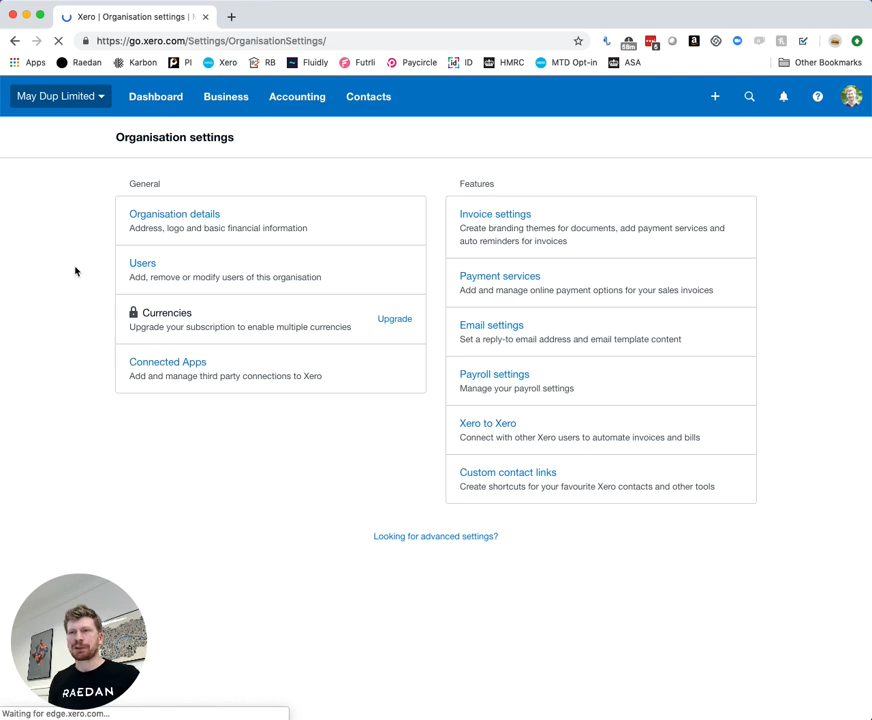 Xero | Organisation settings |
https://go.xero.com/Settings/OrganisationSettings/
68m
6
Apps Raedan Karbon PI Xero RB Fluidly Futrli Paycircle ID HMRC MTD Opt-in ASA Other Bookmarks
May Dup Limited Dashboard Business Accounting Contacts
Organisation settings
General
Organisation details
Address, logo and basic financial information
Users
Add, remove or modify users of this organisation
Currencies
Upgrade your subscription to enable multiple currencies
Upgrade
Connected Apps
Add and manage third party connections to Xero
Features
Invoice settings
Create branding themes for documents, add payment services and
auto reminders for invoices
Payment services
Add and manage online payment options for your sales invoices
Email settings
Set a reply-to email address and email template content
Payroll settings
Manage your payroll settings
Xero to Xero
Connect with other Xero users to automate invoices and bills
Custom contact links
Create shortcuts for your favourite Xero contacts and other tools
Looking for advanced settings?
RAEDAN
Waiting for edge.xero.com...